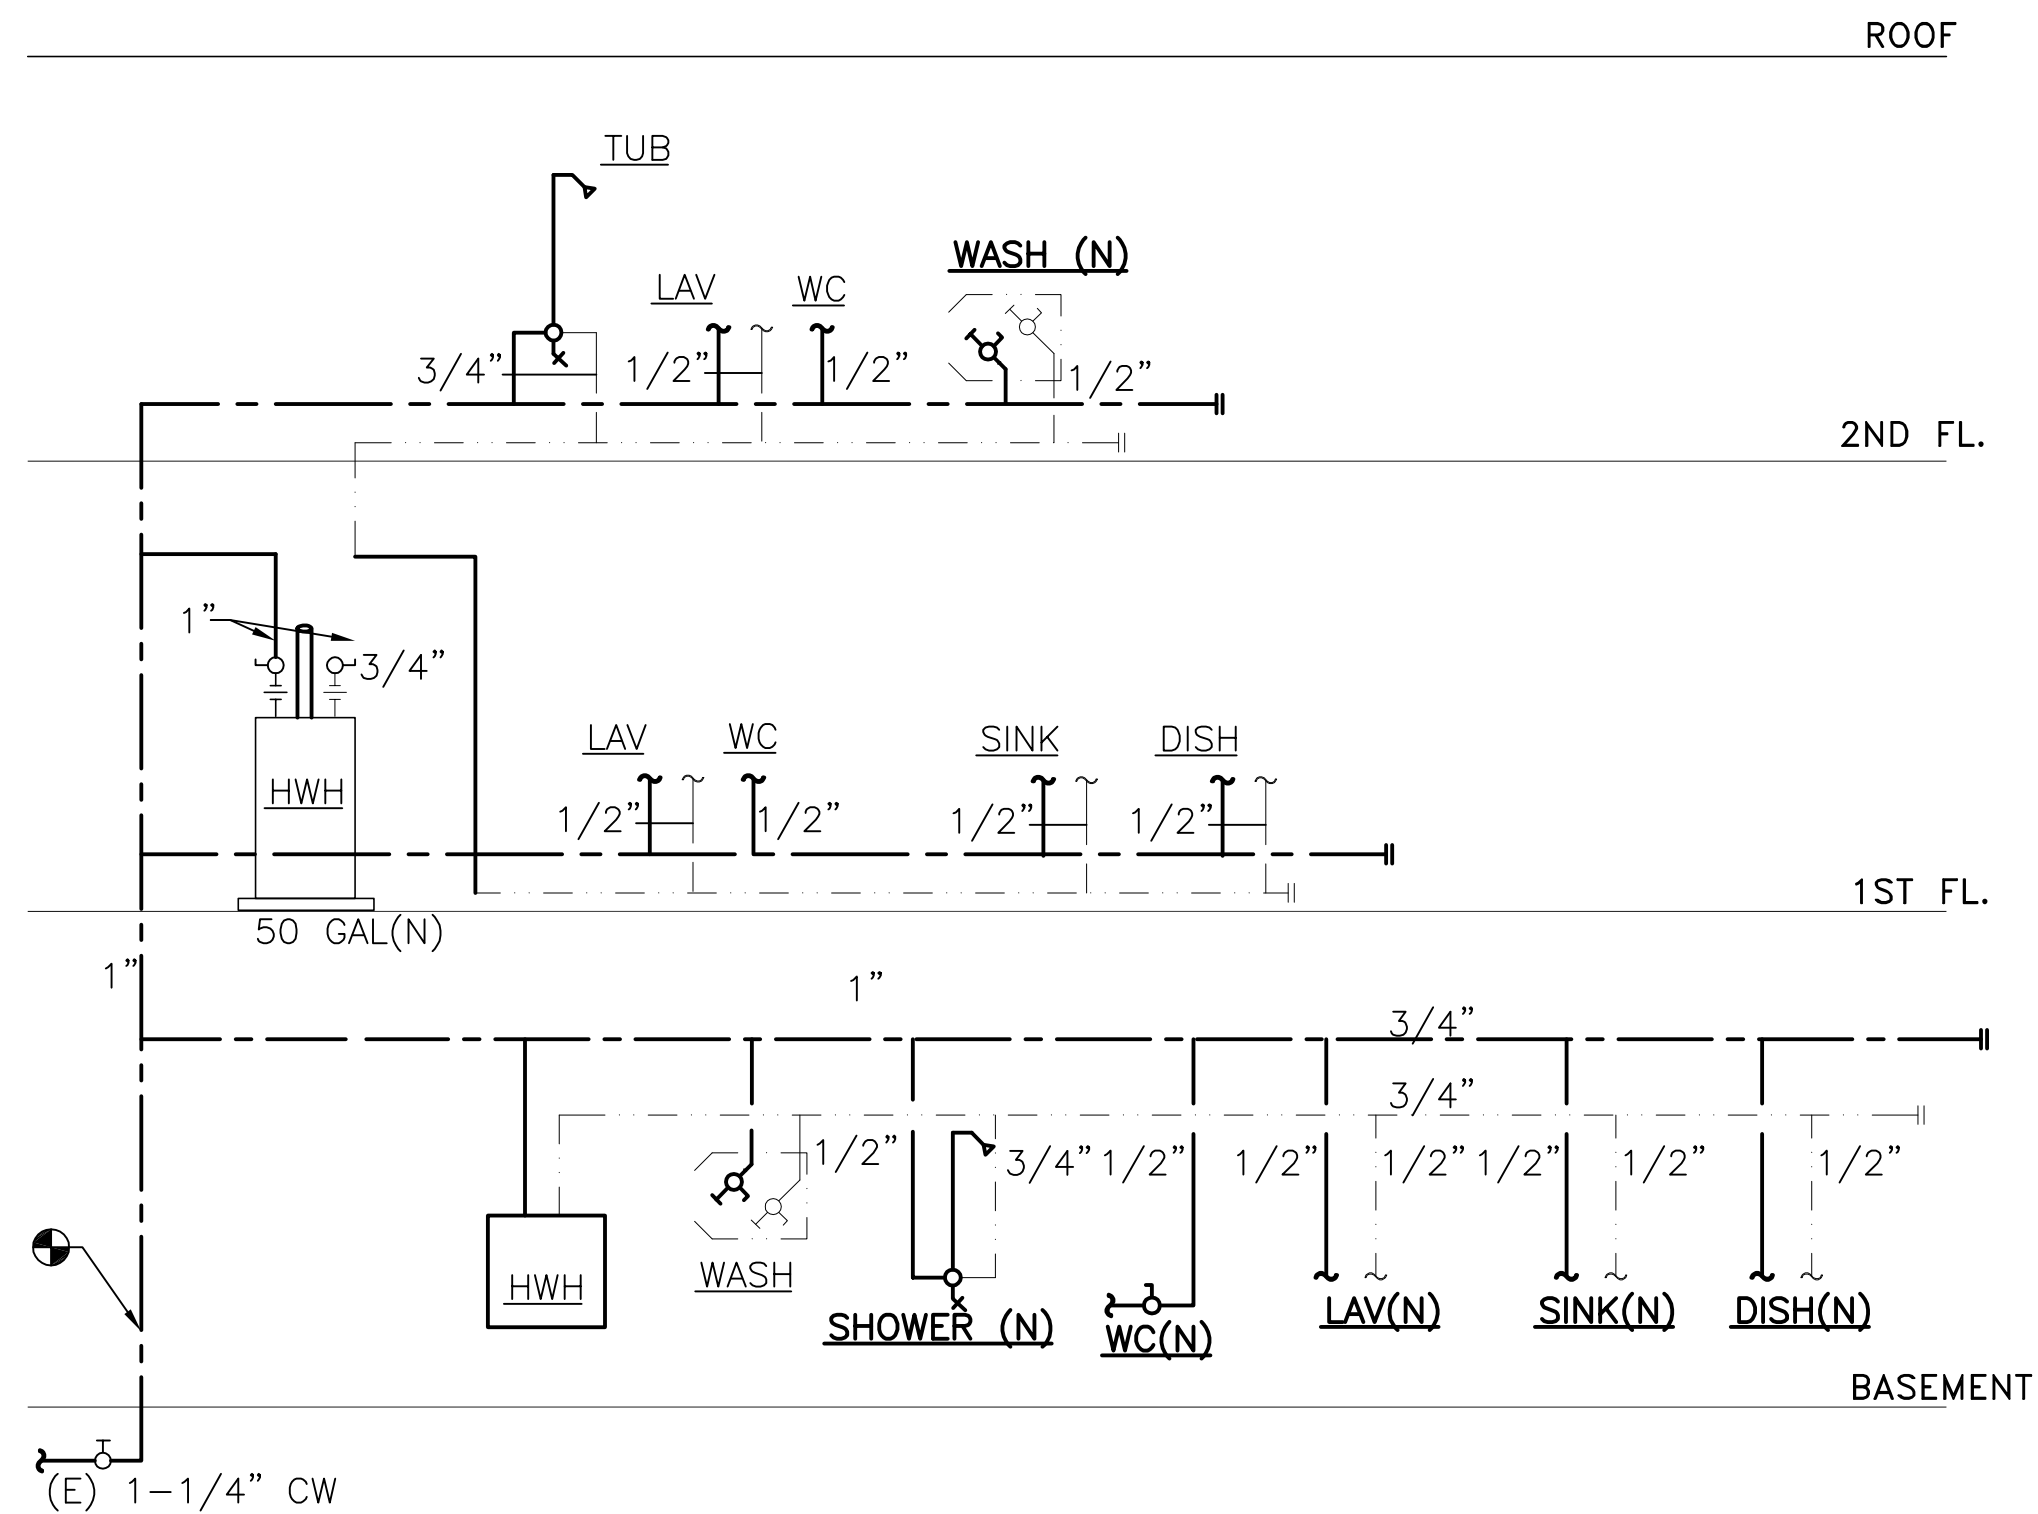 ROOF
TUB
WASH (N)
LAV
WC
3/4”
1/2”
1/2”
1/2”
2ND FL.
1”
3/4”
LAV
WC
SINK
DISH
HWH
1/2”
1/2”
1/2”
1/2”
1ST FL.
50 GAL(N)
1”
1”
3/4”
3/4”
1/2”
3/4”
1/2”
1/2”
1/2”
1/2”
1/2”
1/2”
HWH
WASH
SHOWER (N)
WC(N)
LAV(N)
SINK(N)
DISH(N)
BASEMENT
(E) 1-1/4” CW